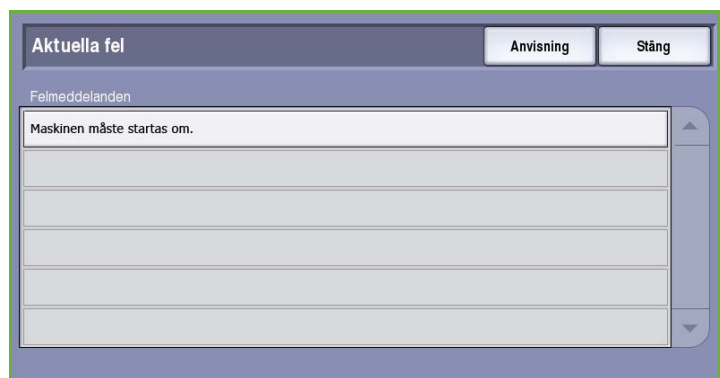 Aktuella fel
Anvisning
Stäng
Felmeddelanden
Maskinen måste startas om.